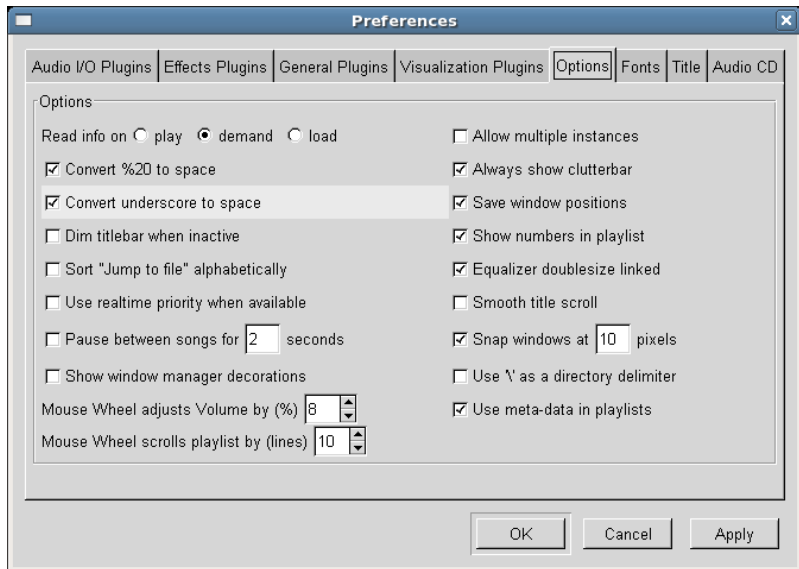 Preferences
Audio I/O Plugins Effects Plugins General Plugins Visualization Plugins Options Fonts Title Audio CD
Options
Read info on play demand load
Convert %20 to space
Convert underscore to space
Dim titlebar when inactive
Sort "Jump to file" alphabetically
Use realtime priority when available
Pause between songs for 2 seconds
Show window manager decorations
Mouse Wheel adjusts Volume by (%) 8
Mouse Wheel scrolls playlist by (lines) 10
Allow multiple instances
Always show clutterbar
Save window positions
Show numbers in playlist
Equalizer doublesize linked
Smooth title scroll
Snap windows at 10 pixels
Use '\' as a directory delimiter
Use meta-data in playlists
OK Cancel Apply